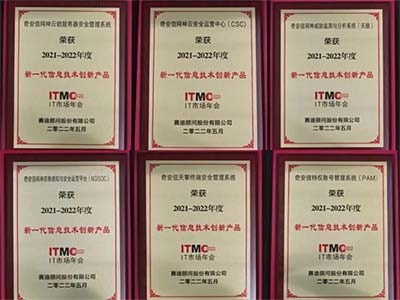 奇安信网神云锁服务器安全管理系统
荣获
2021-2022年度
新一代信息技术创新产品
ITMC
IT市场年会
赛迪顾问股份有限公司
二〇二二年五月
奇安信网神云安全运营中心（CSC）
荣获
2021-2022年度
新一代信息技术创新产品
ITMC
IT市场年会
赛迪顾问股份有限公司
二〇二二年五月
奇安信网神威胁监测与分析系统（天眼）
荣获
2021-2022年度
新一代信息技术创新产品
ITMC
IT市场年会
赛迪顾问股份有限公司
二〇二二年五月
奇安信网神态势感知与安全运营平台（NGSOC）
荣获
2021-2022年度
新一代信息技术创新产品
ITMC
IT市场年会
赛迪顾问股份有限公司
二〇二二年五月
奇安信天擎终端安全管理系统
荣获
2021-2022年度
新一代信息技术创新产品
ITMC
IT市场年会
赛迪顾问股份有限公司
二〇二二年五月
奇安信特权账号管理系统（PAM）
荣获
2021-2022年度
新一代信息技术创新产品
ITMC
IT市场年会
赛迪顾问股份有限公司
二〇二二年五月